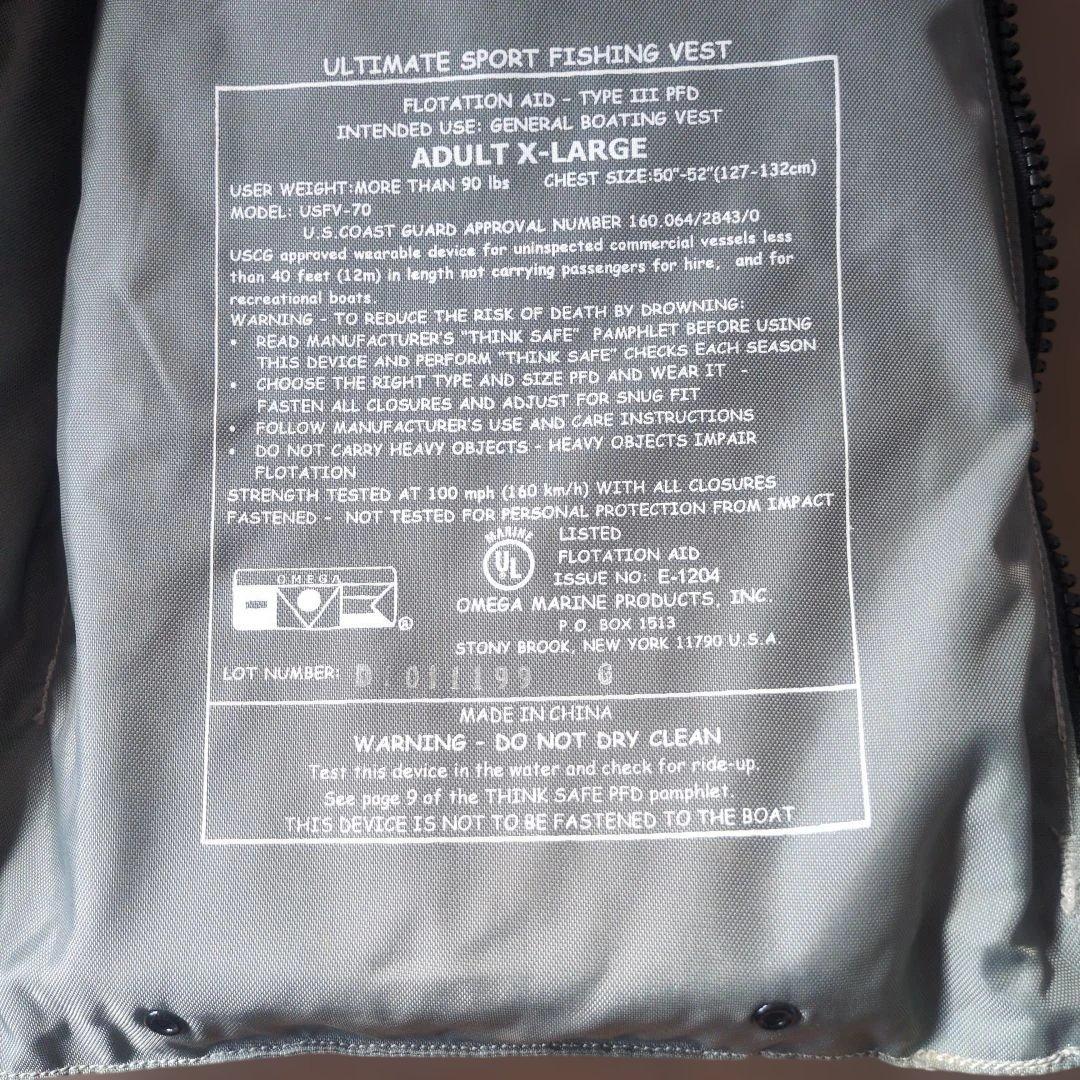 ULTIMATE SPORT FISHING VEST
FLOTATION AID - TYPE III PFD
INTENDED USE: GENERAL BOATING VEST
ADULT X-LARGE
USER WEIGHT:MORE THAN 90 lbs CHEST SIZE:50"-52"(127-132cm)
MODEL: USFV-70
U.S.COAST GUARD APPROVAL NUMBER 160.064/2843/0
USCG approved wearable device for uninspected commercial vessels less
than 40 feet (12m) in length not carrying passengers for hire, and for
recreational boats.
WARNING - TO REDUCE THE RISK OF DEATH BY DROWNING:
• READ MANUFACTURER'S "THINK SAFE" PAMPHLET BEFORE USING
THIS DEVICE AND PERFORM "THINK SAFE" CHECKS EACH SEASON
• CHOOSE THE RIGHT TYPE AND SIZE PFD AND WEAR IT -
FASTEN ALL CLOSURES AND ADJUST FOR SNUG FIT
• FOLLOW MANUFACTURER'S USE AND CARE INSTRUCTIONS
• DO NOT CARRY HEAVY OBJECTS - HEAVY OBJECTS IMPAIR
FLOTATION
STRENGTH TESTED AT 100 mph (160 km/h) WITH ALL CLOSURES
FASTENED - NOT TESTED FOR PERSONAL PROTECTION FROM IMPACT
MARINE
UL
LISTED
FLOTATION AID
ISSUE NO: E-1204
OMEGA
®
OMEGA MARINE PRODUCTS, INC.
P.O. BOX 1513
STONY BROOK, NEW YORK 11790 U.S.A
LOT NUMBER: D 011199 G
MADE IN CHINA
WARNING - DO NOT DRY CLEAN
Test this device in the water and check for ride-up.
See page 9 of the THINK SAFE PFD pamphlet.
THIS DEVICE IS NOT TO BE FASTENED TO THE BOAT